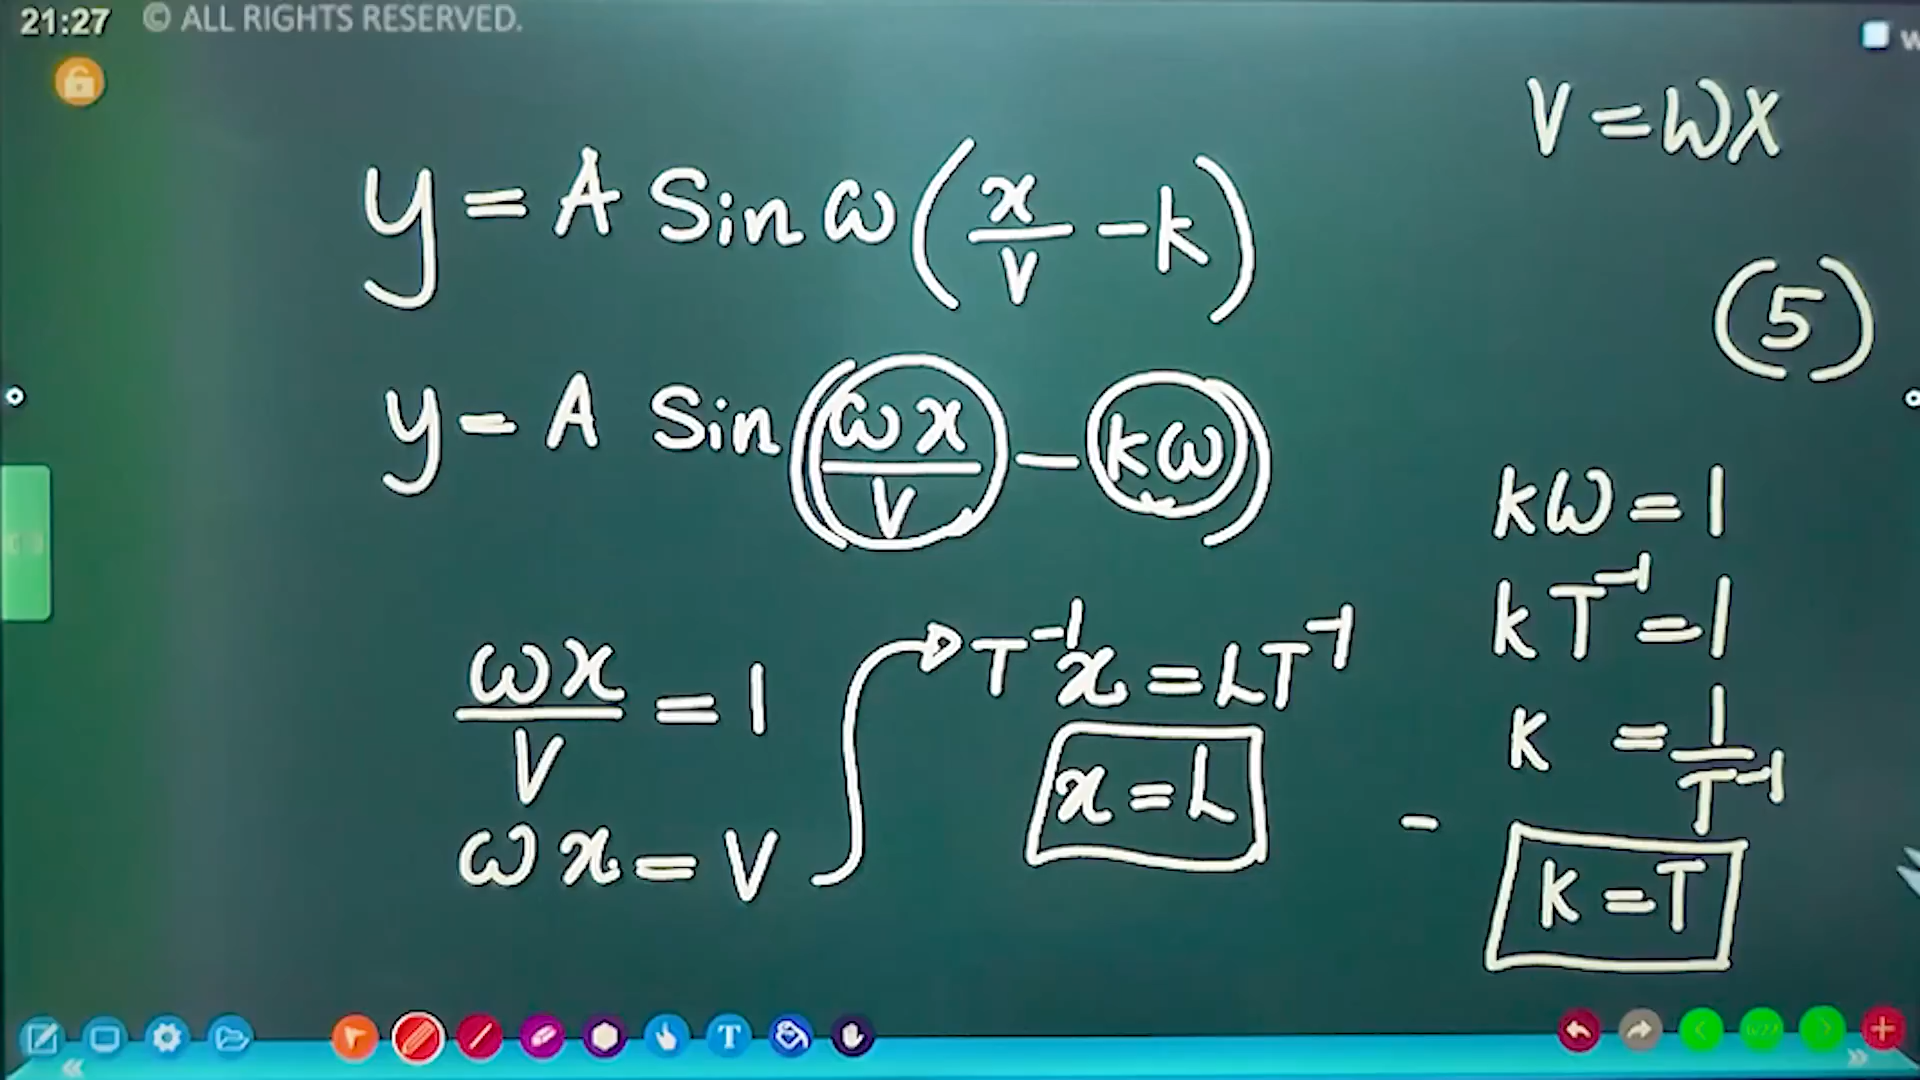 21:27 © ALL RIGHTS RESERVED.
V = ωx
y = A Sin ω(x/v - k)
(5)
y = A Sin(ωx/v - kω)
kω = 1
kT⁻¹ = 1
ωx/v = 1
T⁻¹x = LT⁻¹
k = 1/T⁻¹
x = L
ωx = V
-
k = T